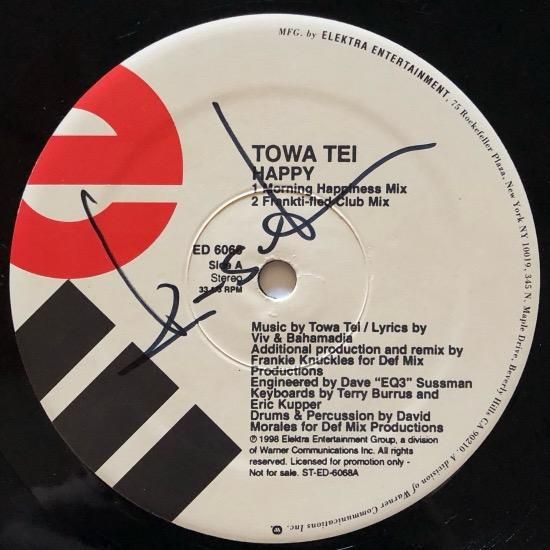 MFG. by ELEKTRA ENTERTAINMENT, 75 Rockefeller Plaza, New York NY 10019, 345 N. Maple Drive, Beverly Hills CA 90210. A division of Warner Communications Inc.
TOWA TEI
HAPPY
1 Morning Happiness Mix
2 Frankti-fied Club Mix
ED 6068
Side A
Stereo
33 1/3 RPM
Music by Towa Tei / Lyrics by
Viv & Bahamadia
Additional production and remix by
Frankie Knuckles for Def Mix
Productions
Engineered by Dave "EQ3" Sussman
Keyboards by Terry Burrus and
Eric Kupper
Drums & Percussion by David
Morales for Def Mix Productions
℗ 1998 Elektra Entertainment Group, a division
of Warner Communications Inc. All rights
reserved. Licensed for promotion only -
Not for sale. ST-ED-6068A